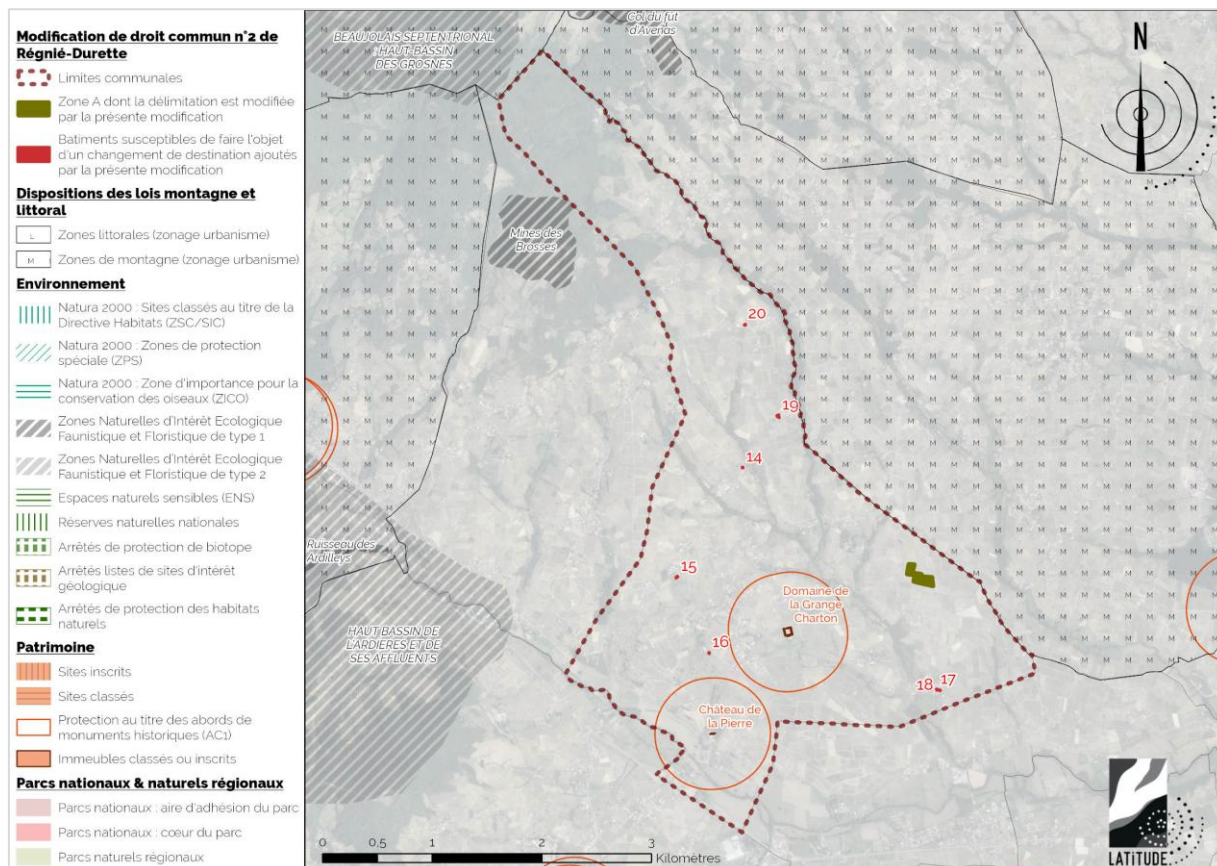 Modification de droit commun n°2 de
Régnié-Durette
Limites communales
Zone A dont la délimitation est modifiée
par la présente modification
Batiments susceptibles de faire l'objet
d'un changement de destination ajoutés
par la présente modification
Dispositions des lois montagne et
littoral
L
Zones littorales (zonage urbanisme)
M
Zones de montagne (zonage urbanisme)
Environnement
Natura 2000 : Sites classés au titre de la
Directive Habitats (ZSC/SIC)
Natura 2000 : Zones de protection
spéciale (ZPS)
Natura 2000 : Zone d'importance pour la
conservation des oiseaux (ZICO)
Zones Naturelles d'Intérêt Ecologique
Faunistique et Floristique de type 1
Zones Naturelles d'Intérêt Ecologique
Faunistique et Floristique de type 2
Espaces naturels sensibles (ENS)
Réserves naturelles nationales
Arrêtés de protection de biotope
Arrêtés listes de sites d'intérêt
géologique
Arrêtés de protection des habitats
naturels
Patrimoine
Sites inscrits
Sites classés
Protection au titre des abords de
monuments historiques (AC1)
Immeubles classés ou inscrits
Parcs nationaux & naturels régionaux
Parcs nationaux : aire d'adhésion du parc
Parcs nationaux : cœur du parc
Parcs naturels régionaux
BEAUJOLAIS SEPTENTRIONAL
HAUT-BASSIN
DES GROSNES
Col du fut
d'Avenas
N
Mines des
Brosses
20
19
14
Ruisseau des
Ardilleys
15
Domaine de
la Grange
Charton
HAUT BASSIN DE
L'ARDIERES ET DE
SES AFFLUENTS
16
18 17
Château de
la Pierre
0 0.5 1 2 3
Kilomètres
LATITUDE